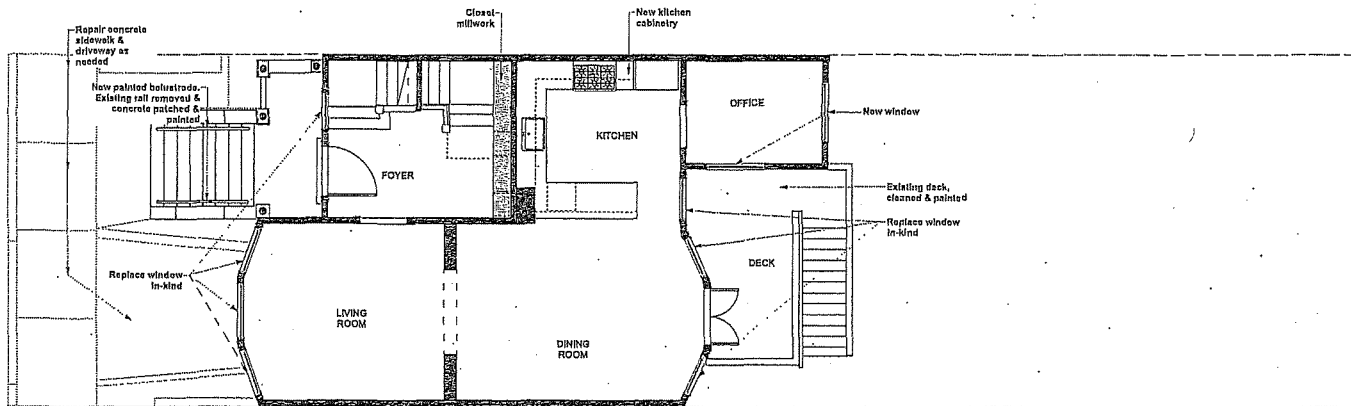 Closet
millwork
New kitchen
cabinetry
Repair concrete
sidewalk &
driveway as
needed
New painted balustrade.
Existing rail removed &
concrete patched &
painted
OFFICE
New window
KITCHEN
FOYER
Existing deck,
cleaned & painted
Replace window
in-kind
DECK
Replace window
in-kind
LIVING
ROOM
DINING
ROOM